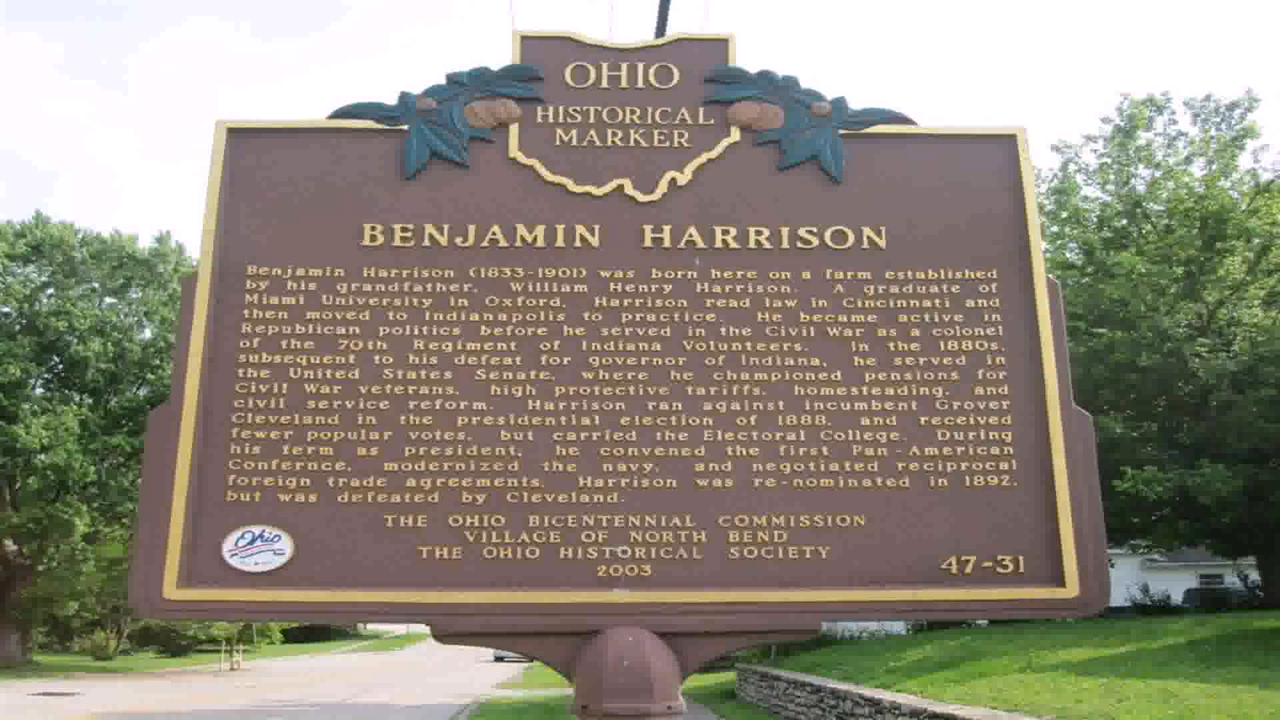 OHIO
HISTORICAL
MARKER
BENJAMIN HARRISON
Benjamin Harrison (1833-1901) was born here on a farm established
by his grandfather, William Henry Harrison. A graduate of
Miami University in Oxford, Harrison read law in Cincinnati and
then moved to Indianapolis to practice. He became active in
Republican politics before he served in the Civil War as a colonel
of the 70th Regiment of Indiana Volunteers. In the 1880s,
subsequent to his defeat for governor of Indiana, he served in
the United States Senate, where he championed pensions for
Civil War veterans, high protective tariffs, homesteading, and
civil service reform. Harrison ran against incumbent Grover
Cleveland in the presidential election of 1888, and received
fewer popular votes, but carried the Electoral College. During
his term as president, he convened the first Pan-American
Confernce, modernized the navy, and negotiated reciprocal
foreign trade agreements. Harrison was re-nominated in 1892,
but was defeated by Cleveland.
THE OHIO BICENTENNIAL COMMISSION
VILLAGE OF NORTH BEND
THE OHIO HISTORICAL SOCIETY
2003
47-31
Ohio